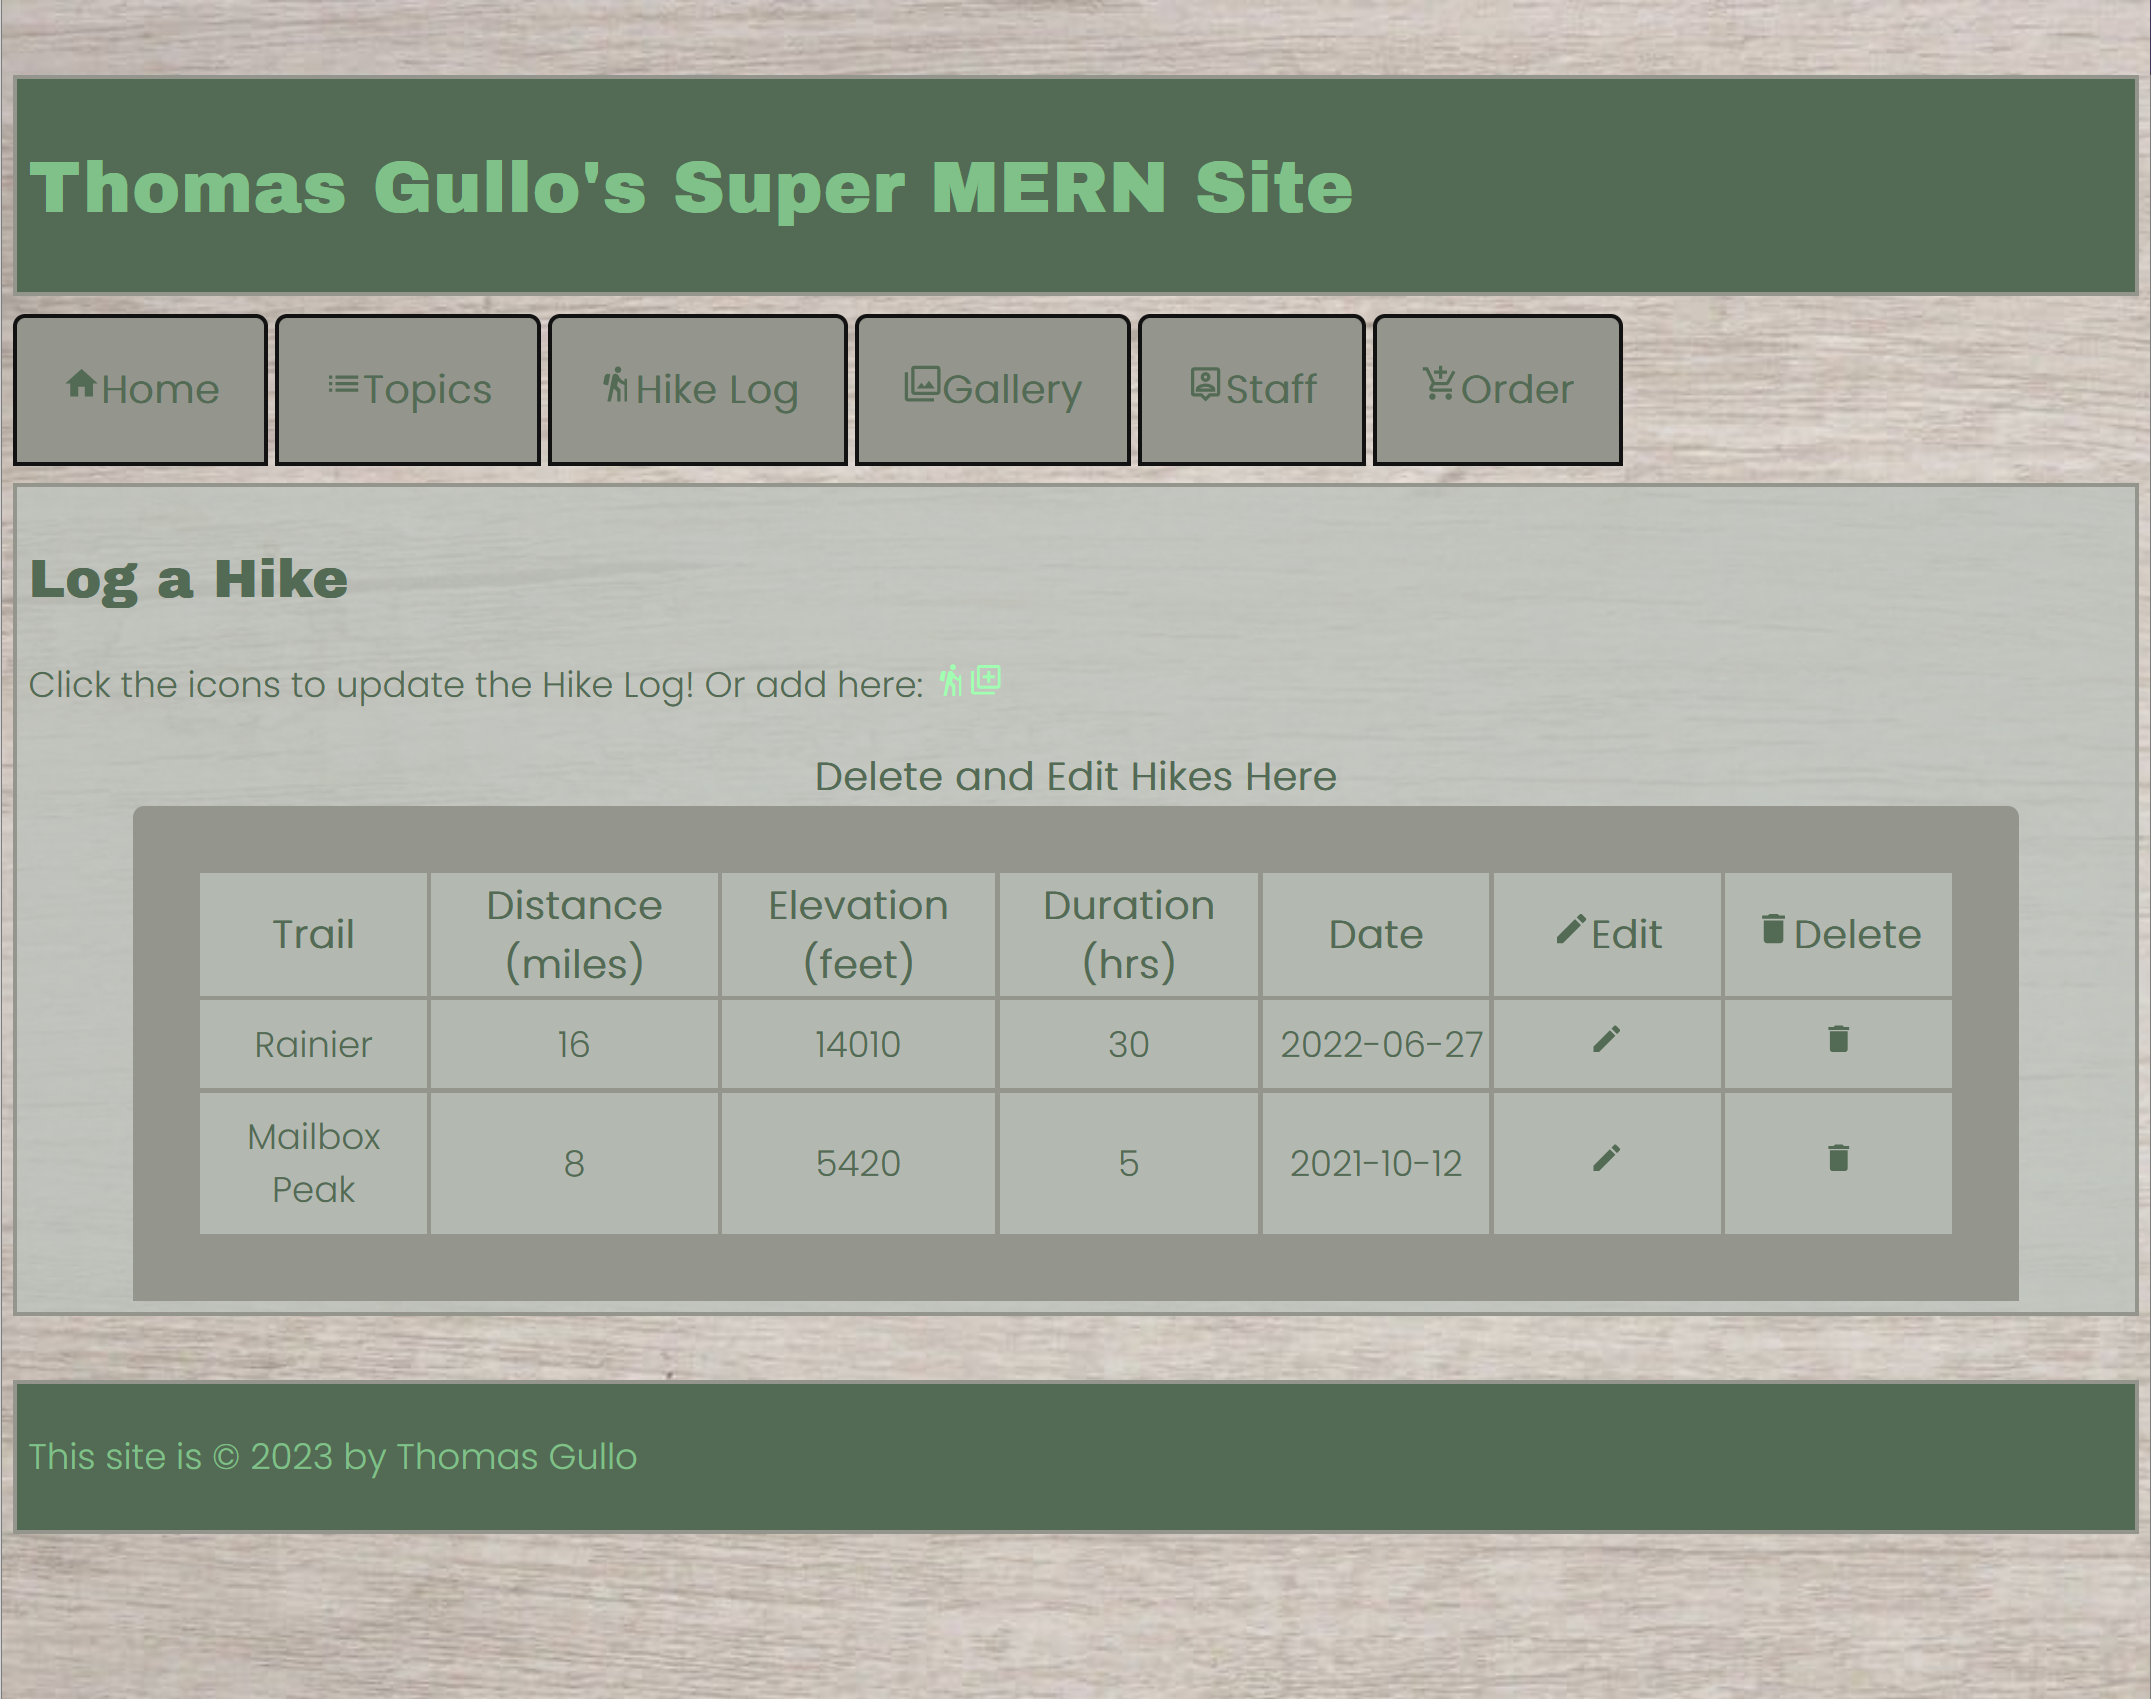 Thomas Gullo's Super MERN Site
Home Topics Hike Log Gallery Staff Order
Log a Hike
Click the icons to update the Hike Log! Or add here:
Delete and Edit Hikes Here
Trail Distance (miles) Elevation (feet) Duration (hrs) Date Edit Delete
Rainier 16 14010 30 2022-06-27
Mailbox Peak 8 5420 5 2021-10-12
This site is © 2023 by Thomas Gullo